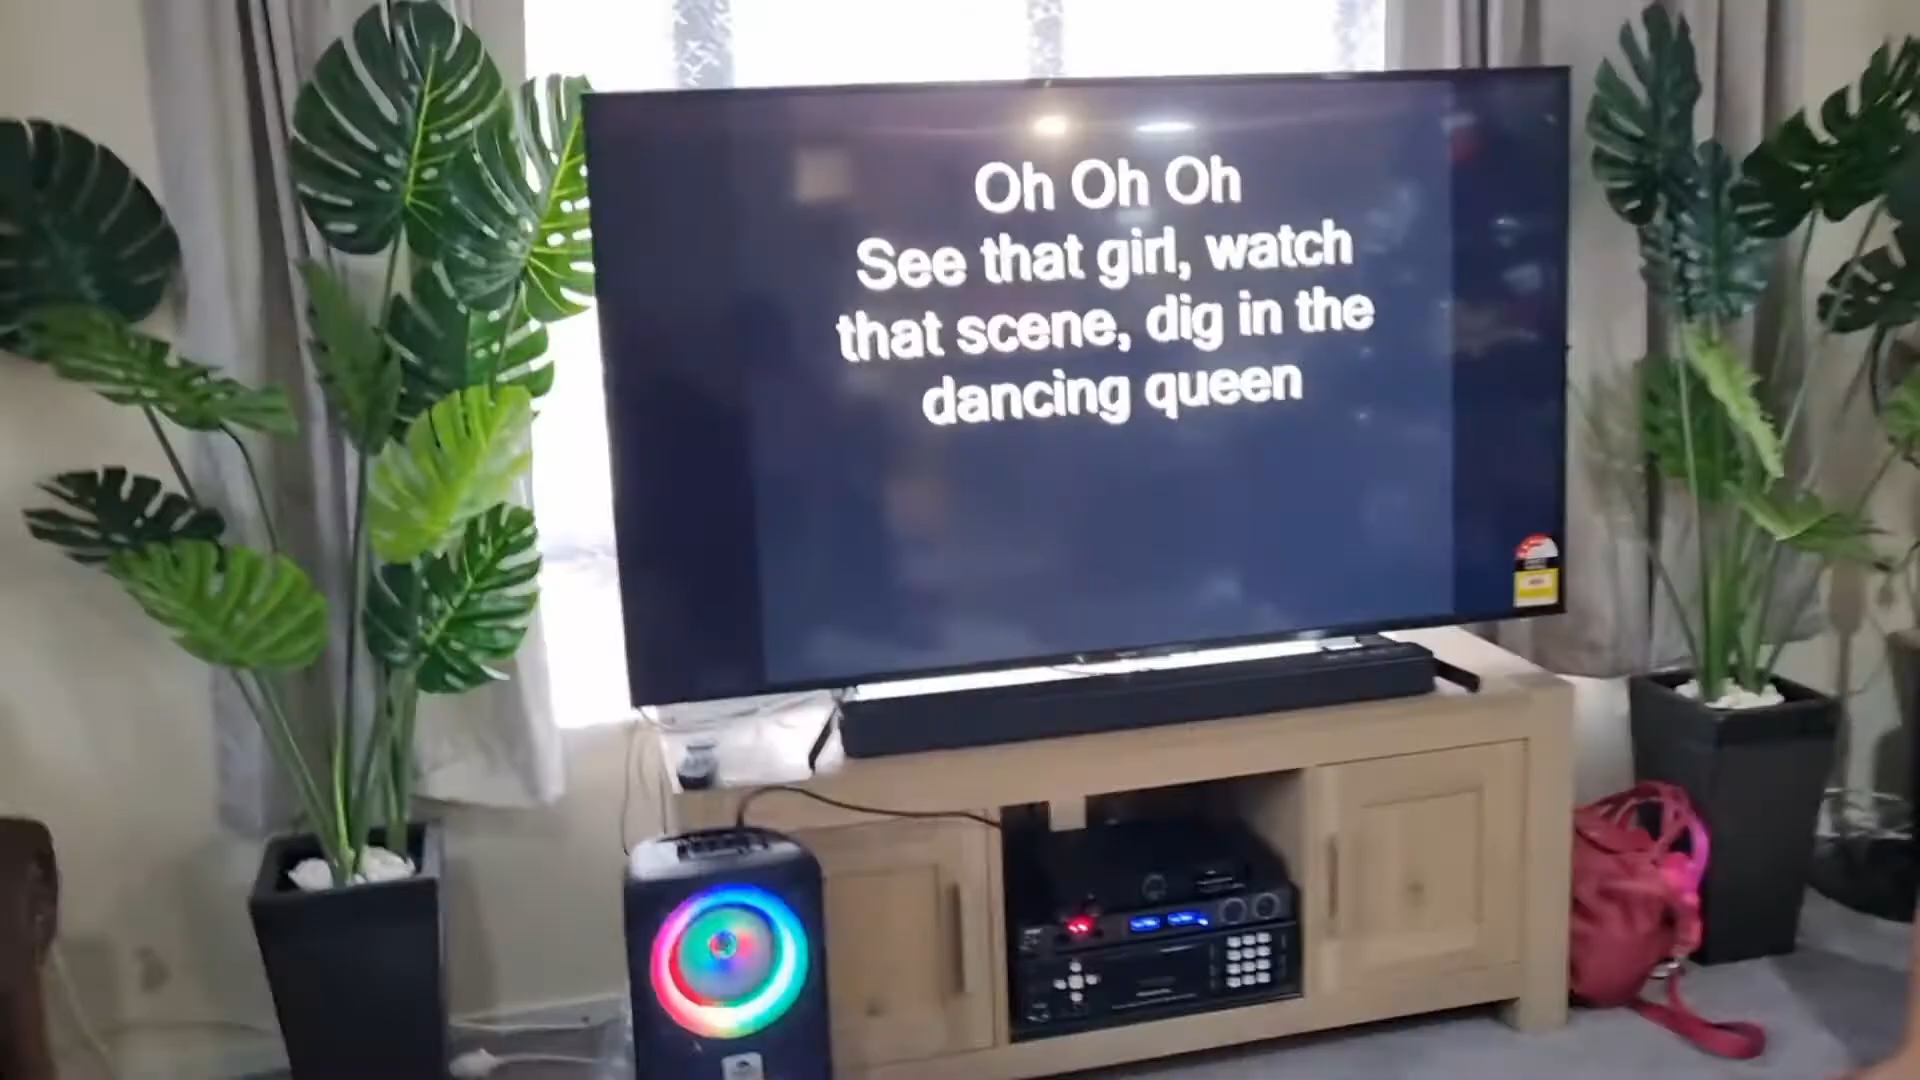 Oh Oh Oh
See that girl, watch
that scene, dig in the
dancing queen